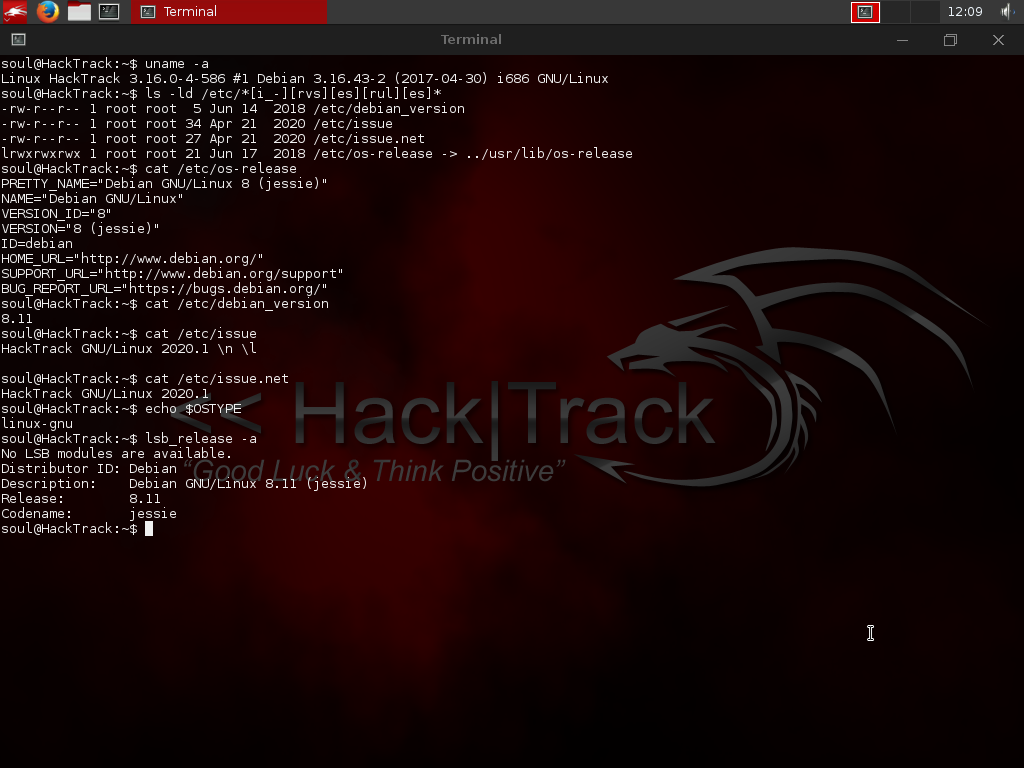 Terminal
12:09
Terminal
soul@HackTrack:~$ uname -a
Linux HackTrack 3.16.0-4-586 #1 Debian 3.16.43-2 (2017-04-30) i686 GNU/Linux
soul@HackTrack:~$ ls -ld /etc/*[i_-][rvs][es][rul][es]*
-rw-r--r-- 1 root root  5 Jun 14  2018 /etc/debian_version
-rw-r--r-- 1 root root 34 Apr 21  2020 /etc/issue
-rw-r--r-- 1 root root 27 Apr 21  2020 /etc/issue.net
lrwxrwxrwx 1 root root 21 Jun 17  2018 /etc/os-release -> ../usr/lib/os-release
soul@HackTrack:~$ cat /etc/os-release
PRETTY_NAME="Debian GNU/Linux 8 (jessie)"
NAME="Debian GNU/Linux"
VERSION_ID="8"
VERSION="8 (jessie)"
ID=debian
HOME_URL="http://www.debian.org/"
SUPPORT_URL="http://www.debian.org/support"
BUG_REPORT_URL="https://bugs.debian.org/"
soul@HackTrack:~$ cat /etc/debian_version
8.11
soul@HackTrack:~$ cat /etc/issue
HackTrack GNU/Linux 2020.1 \n \l
soul@HackTrack:~$ cat /etc/issue.net
HackTrack GNU/Linux 2020.1
soul@HackTrack:~$ echo $OSTYPE
linux-gnu
soul@HackTrack:~$ lsb_release -a
No LSB modules are available.
Distributor ID: Debian
Description:    Debian GNU/Linux 8.11 (jessie)
Release:        8.11
Codename:       jessie
soul@HackTrack:~$
<< Hack|Track
“Good Luck & Think Positive”